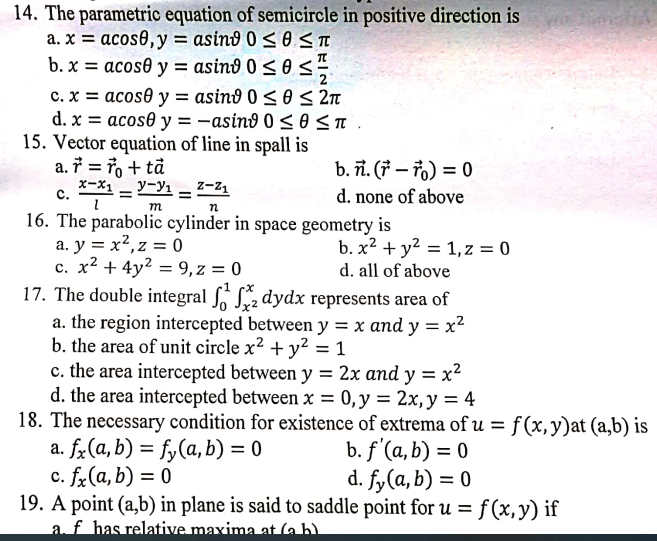 14. The parametric equation of semicircle in positive direction is
a. x = acosθ, y = asinϑ 0 ≤ θ ≤ π
b. x = acosθ y = asinϑ 0 ≤ θ ≤ π/2
c. x = acosθ y = asinϑ 0 ≤ θ ≤ 2π
d. x = acosθ y = −asinϑ 0 ≤ θ ≤ π .
15. Vector equation of line in spall is
a. r⃗ = r⃗₀ + ta⃗ b. n⃗. (r⃗ − r⃗₀) = 0
c. (x−x₁)/l = (y−y₁)/m = (z−z₁)/n d. none of above
16. The parabolic cylinder in space geometry is
a. y = x², z = 0 b. x² + y² = 1, z = 0
c. x² + 4y² = 9, z = 0 d. all of above
17. The double integral ∫₀¹ ∫ₓ²ˣ dydx represents area of
a. the region intercepted between y = x and y = x²
b. the area of unit circle x² + y² = 1
c. the area intercepted between y = 2x and y = x²
d. the area intercepted between x = 0, y = 2x, y = 4
18. The necessary condition for existence of extrema of u = f(x, y)at (a,b) is
a. fₓ(a, b) = f_y(a, b) = 0 b. f′(a, b) = 0
c. fₓ(a, b) = 0 d. f_y(a, b) = 0
19. A point (a,b) in plane is said to saddle point for u = f(x, y) if
a. f has relative maxima at (a,b)